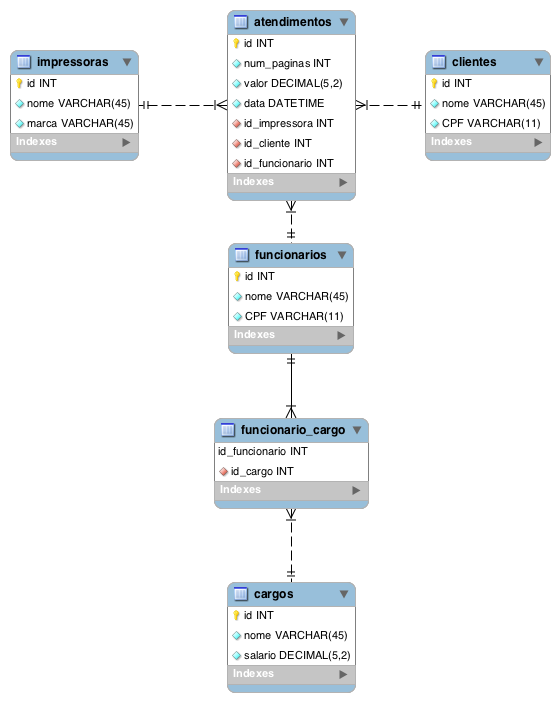 atendimentos
id INT
num_paginas INT
valor DECIMAL(5,2)
data DATETIME
id_impressora INT
id_cliente INT
id_funcionario INT
Indexes
impressoras
id INT
nome VARCHAR(45)
marca VARCHAR(45)
Indexes
clientes
id INT
nome VARCHAR(45)
CPF VARCHAR(11)
Indexes
funcionarios
id INT
nome VARCHAR(45)
CPF VARCHAR(11)
Indexes
funcionario_cargo
id_funcionario INT
id_cargo INT
Indexes
cargos
id INT
nome VARCHAR(45)
salario DECIMAL(5,2)
Indexes